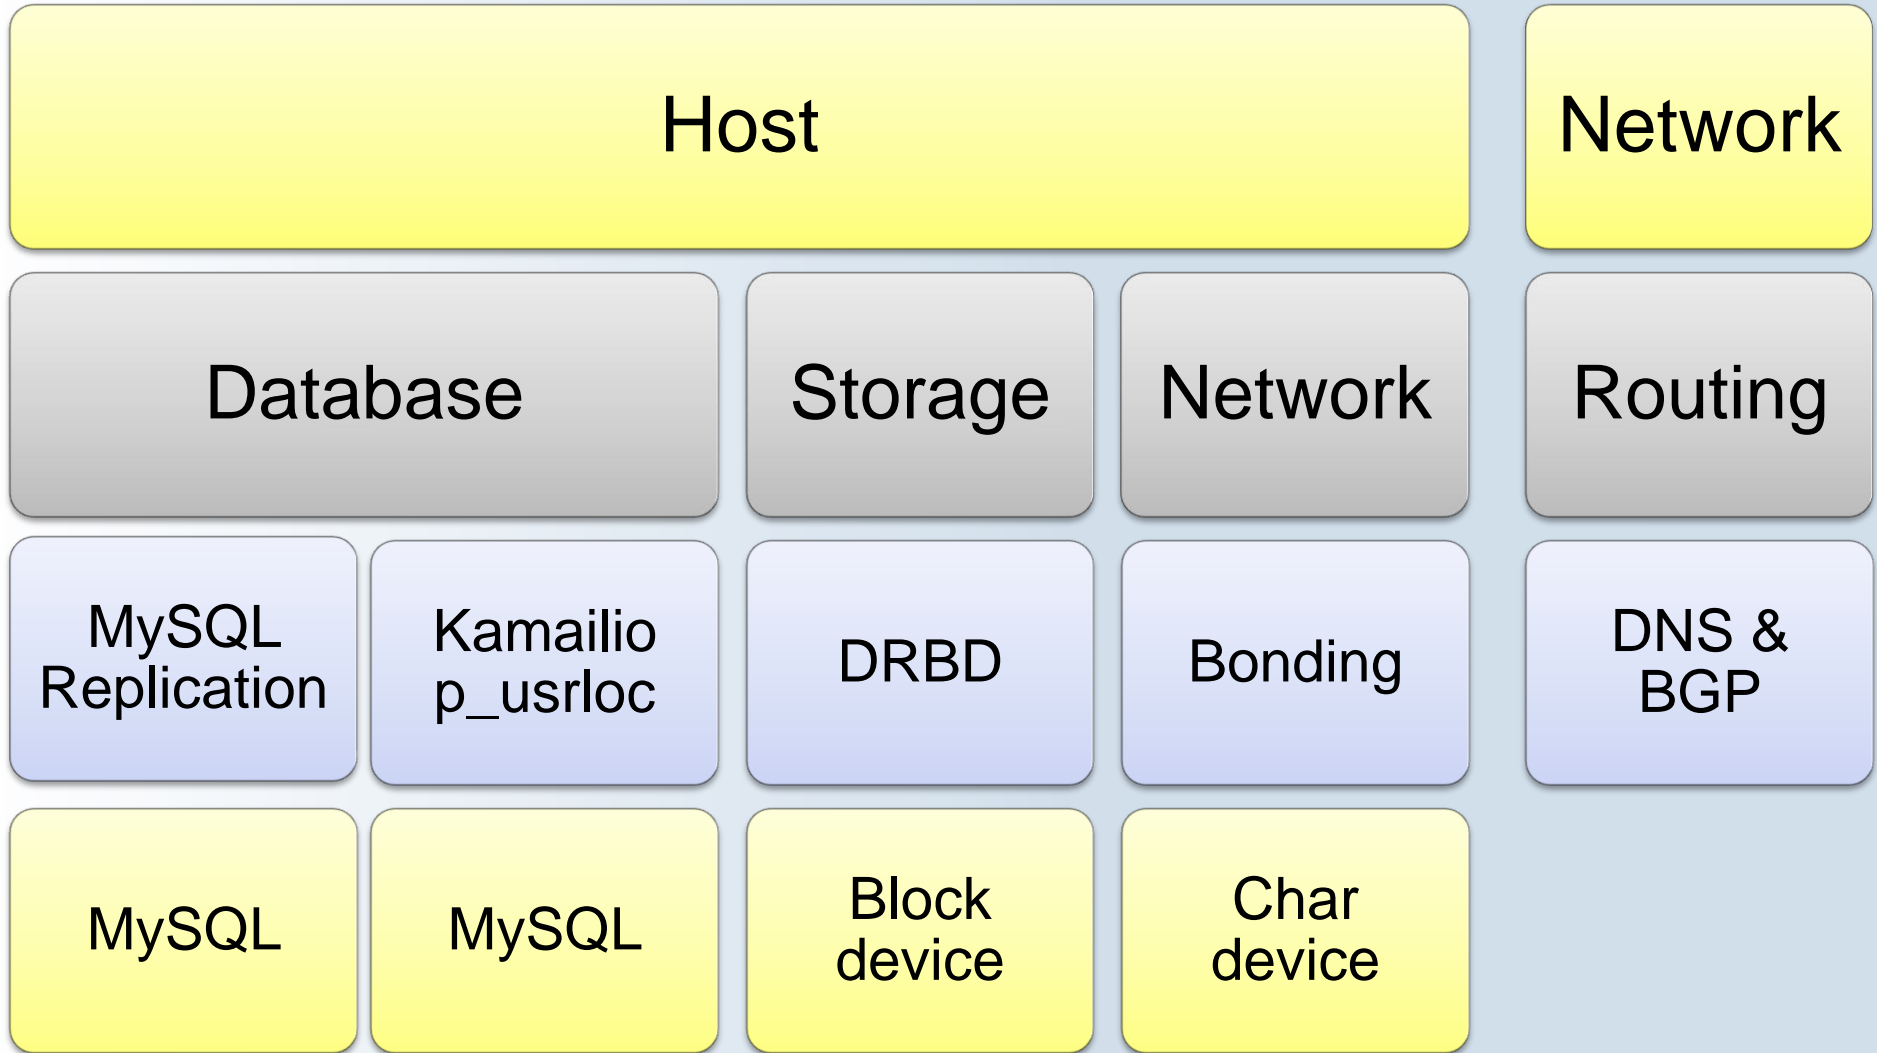 Host
Network
Database
Storage
Network
Routing
MySQL
Replication
Kamailio
p_usrloc
DRBD
Bonding
DNS &
BGP
MySQL
MySQL
Block
device
Char
device